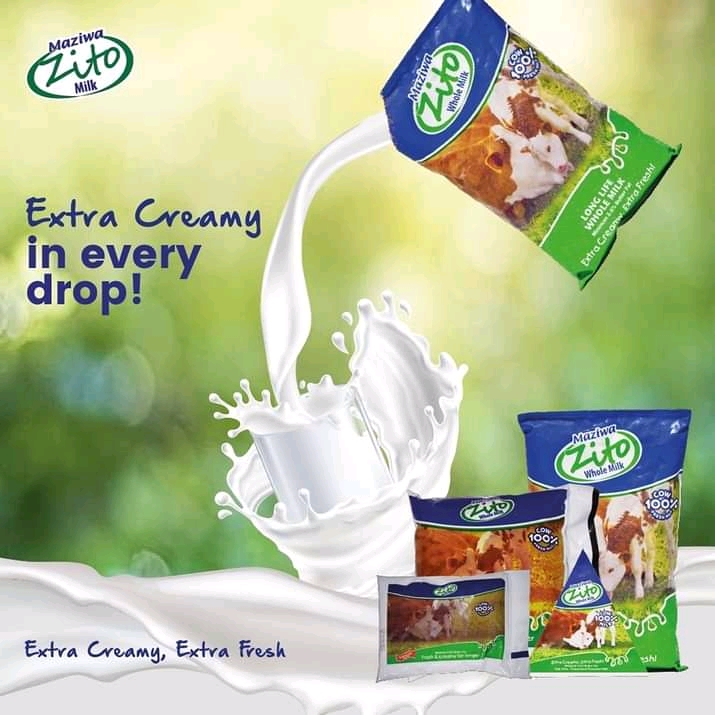 Maziwa
Zito
Milk
Maziwa
Zito
Whole Milk
COW
100%
LONG LIFE
WHOLE MILK
Extra Creamy, Extra Fresh!
Extra Creamy
in every
drop!
Maziwa
Zito
Whole Milk
COW
100%
Zito
COW
100%
Zito
100%
Zito
100%
Extra Creamy, Extra Fresh